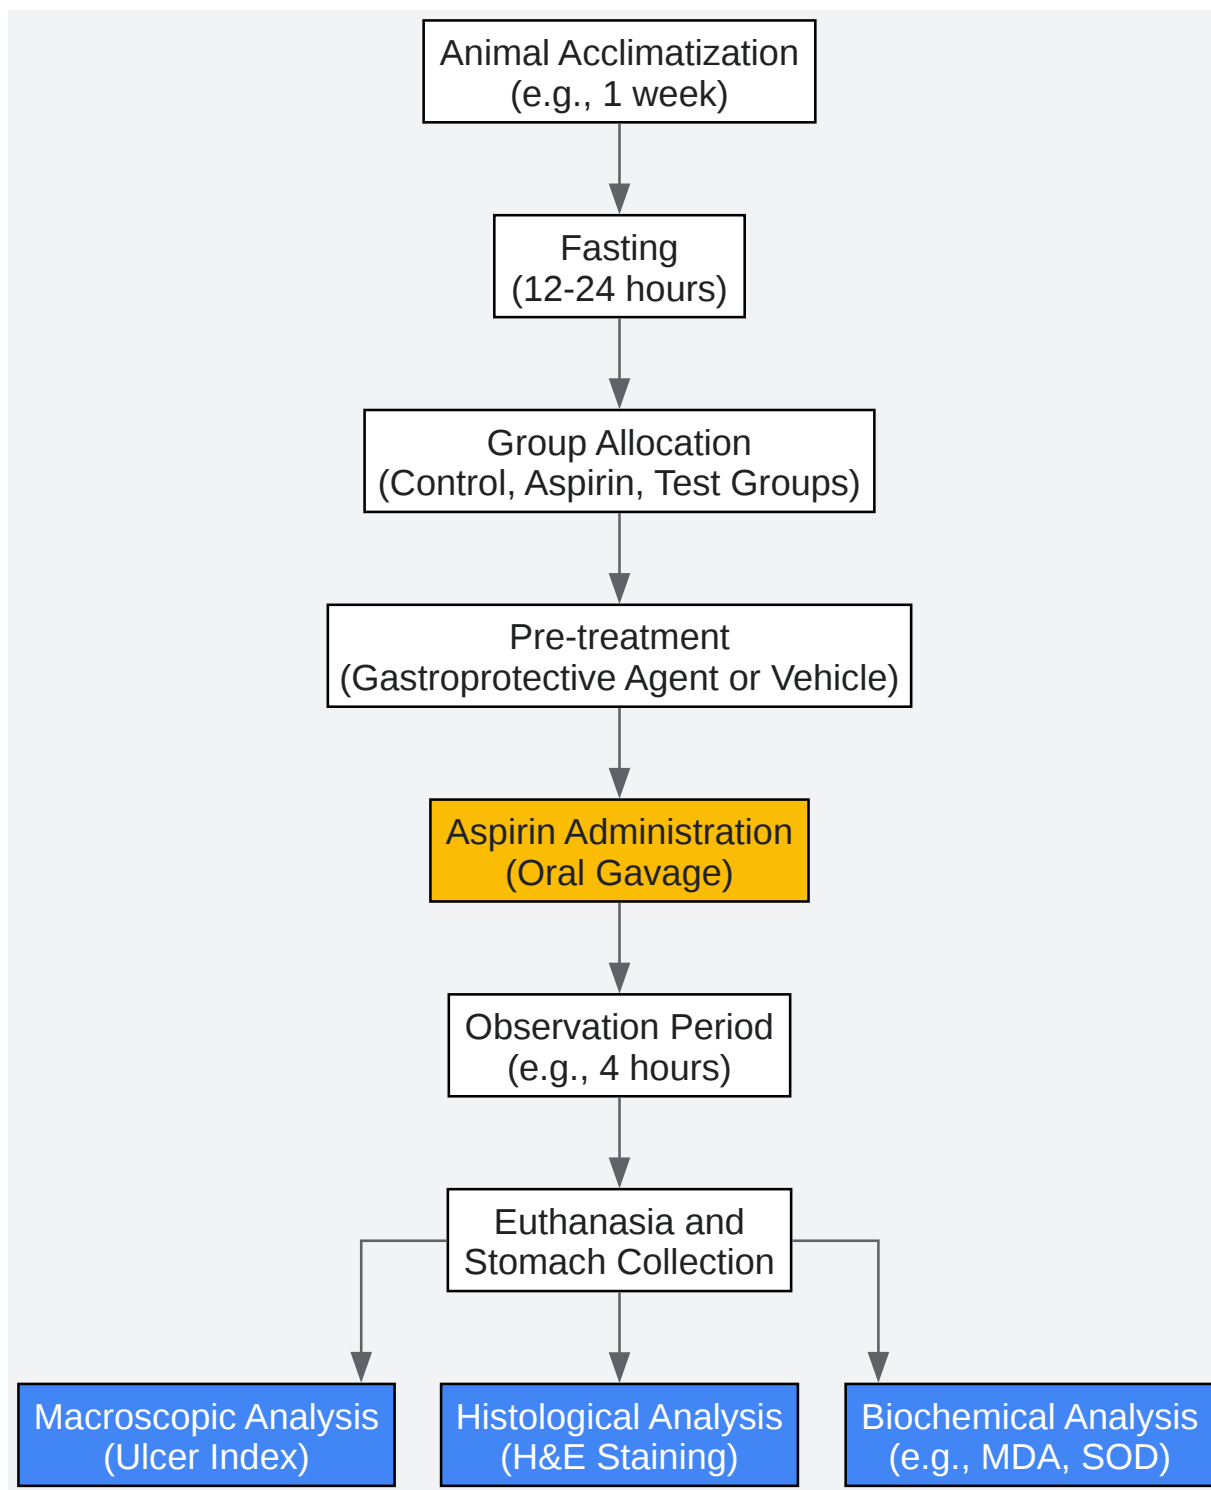 Animal Acclimatization
(e.g., 1 week)
Fasting
(12-24 hours)
Group Allocation
(Control, Aspirin, Test Groups)
Pre-treatment
(Gastroprotective Agent or Vehicle)
Aspirin Administration
(Oral Gavage)
Observation Period
(e.g., 4 hours)
Euthanasia and
Stomach Collection
Macroscopic Analysis
(Ulcer Index)
Histological Analysis
(H&E Staining)
Biochemical Analysis
(e.g., MDA, SOD)